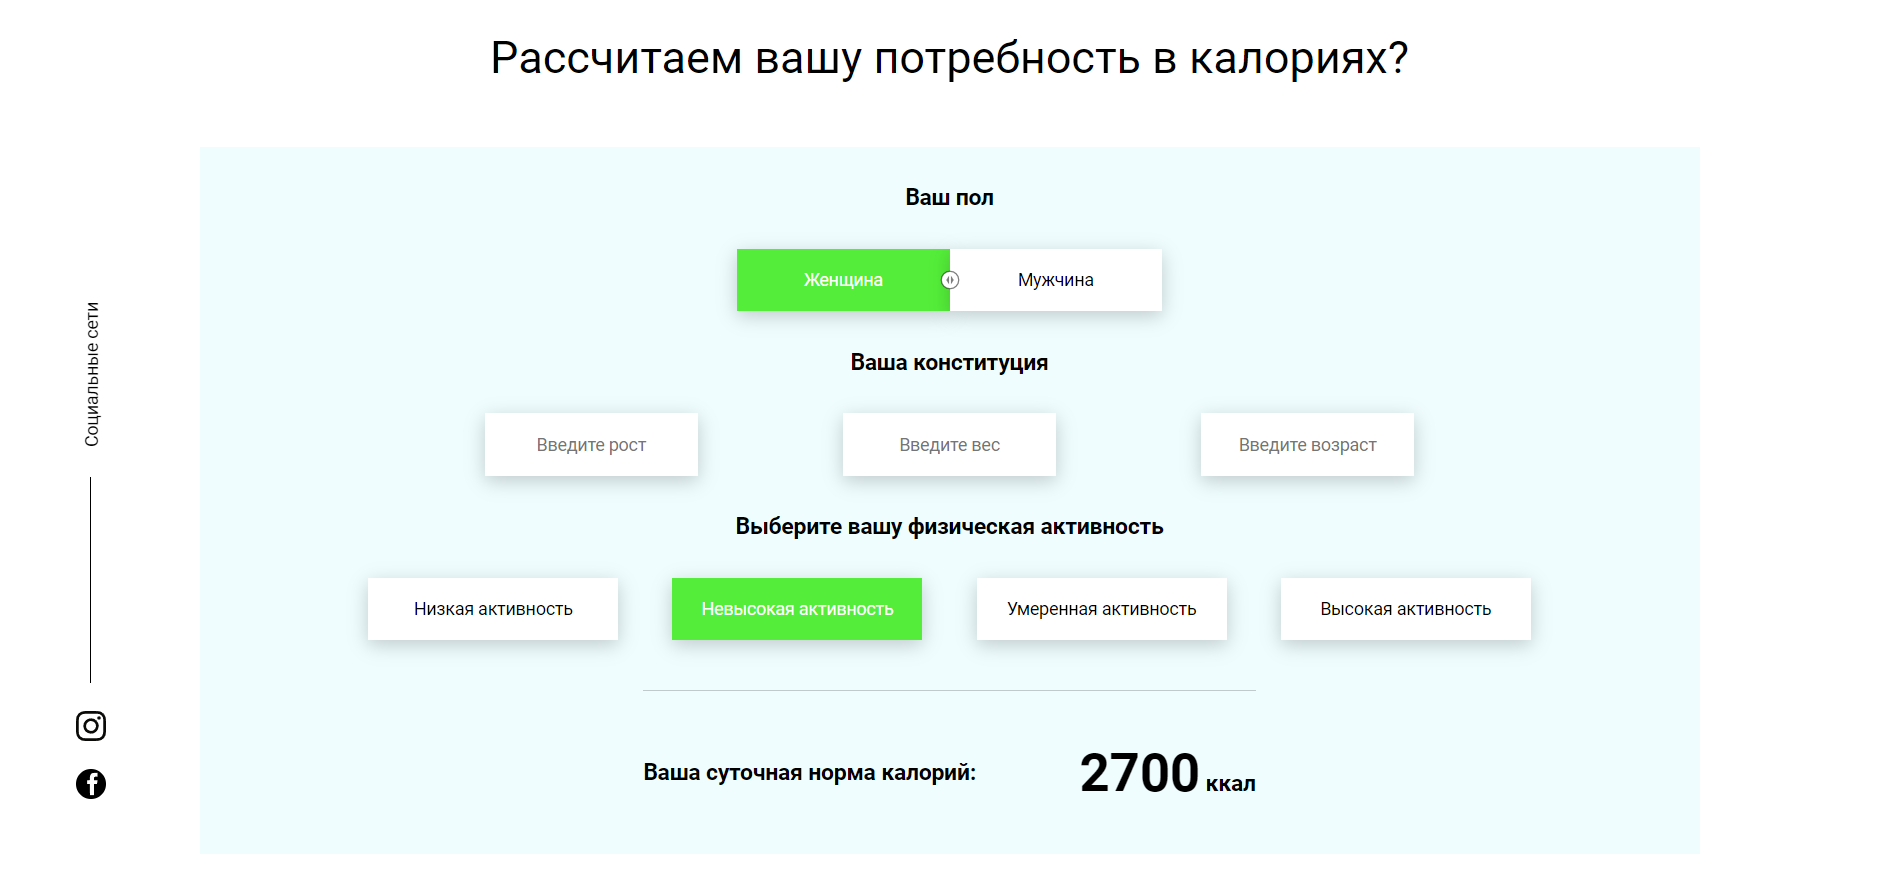 Рассчитаем вашу потребность в калориях?
Ваш пол
Женщина
Мужчина
Ваша конституция
Введите рост
Введите вес
Введите возраст
Выберите вашу физическая активность
Низкая активность
Невысокая активность
Умеренная активность
Высокая активность
Ваша суточная норма калорий:
2700 ккал
Социальные сети